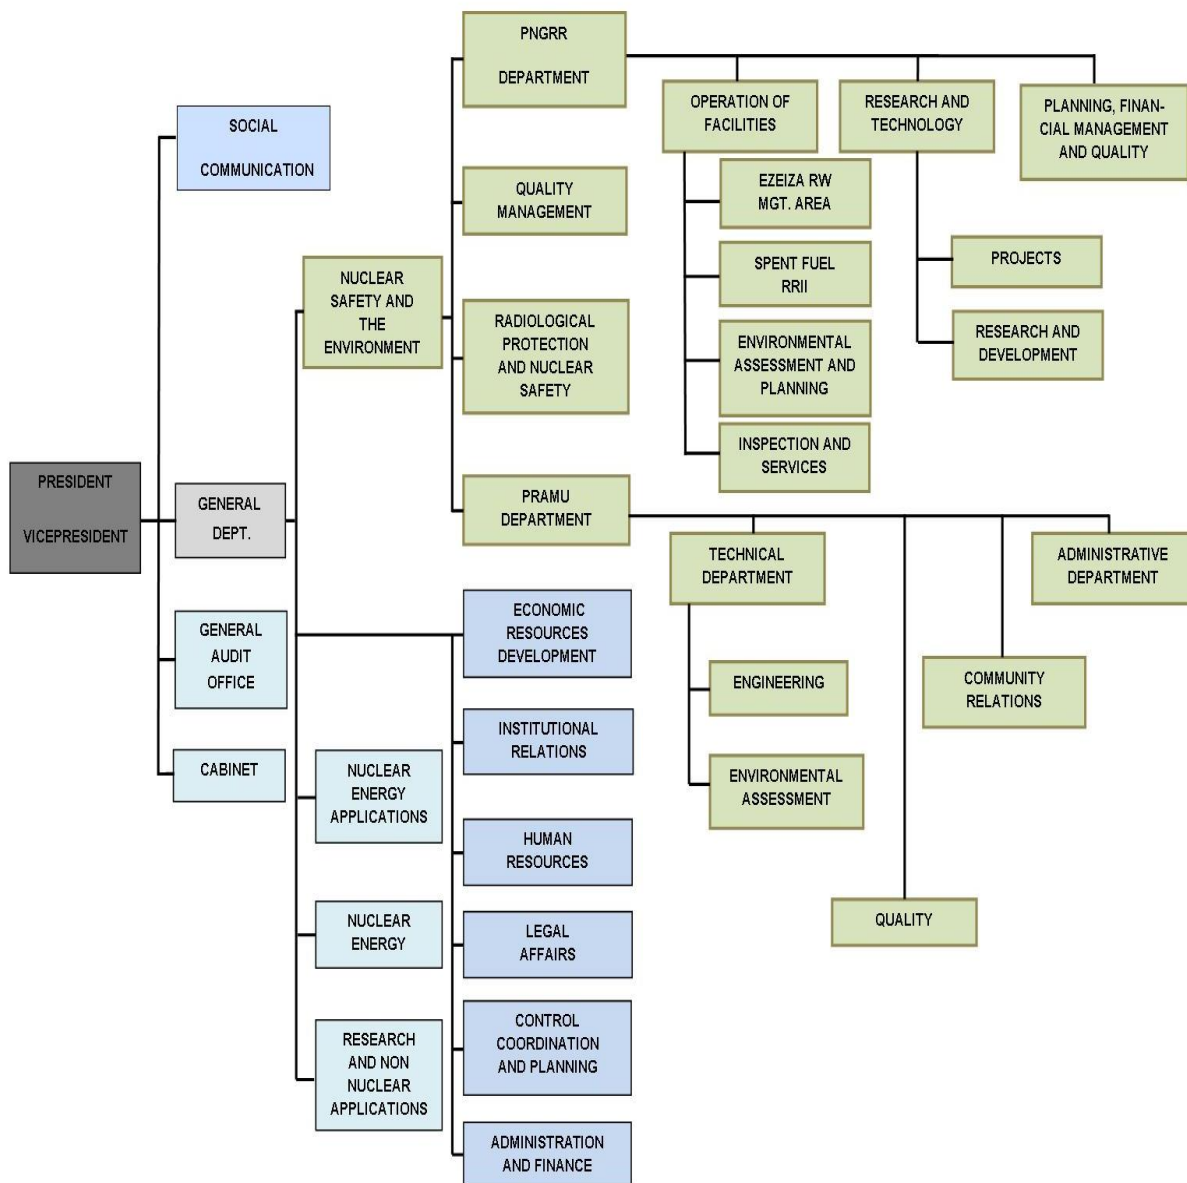 PRESIDENT
VICEPRESIDENT
SOCIAL
COMMUNICATION
GENERAL
DEPT.
GENERAL
AUDIT
OFFICE
CABINET
NUCLEAR
SAFETY AND
THE
ENVIRONMENT
NUCLEAR
ENERGY
APPLICATIONS
NUCLEAR
ENERGY
RESEARCH
AND NON
NUCLEAR
APPLICATIONS
PNGRR
DEPARTMENT
QUALITY
MANAGEMENT
RADIOLOGICAL
PROTECTION
AND NUCLEAR
SAFETY
PRAMU
DEPARTMENT
ECONOMIC
RESOURCES
DEVELOPMENT
INSTITUTIONAL
RELATIONS
HUMAN
RESOURCES
LEGAL
AFFAIRS
CONTROL
COORDINATION
AND PLANNING
ADMINISTRATION
AND FINANCE
OPERATION OF
FACILITIES
EZEIZA RW
MGT. AREA
SPENT FUEL
RRII
ENVIRONMENTAL
ASSESSMENT AND
PLANNING
INSPECTION AND
SERVICES
RESEARCH AND
TECHNOLOGY
PROJECTS
RESEARCH AND
DEVELOPMENT
PLANNING, FINAN-
CIAL MANAGEMENT
AND QUALITY
TECHNICAL
DEPARTMENT
ENGINEERING
ENVIRONMENTAL
ASSESSMENT
QUALITY
COMMUNITY
RELATIONS
ADMINISTRATIVE
DEPARTMENT